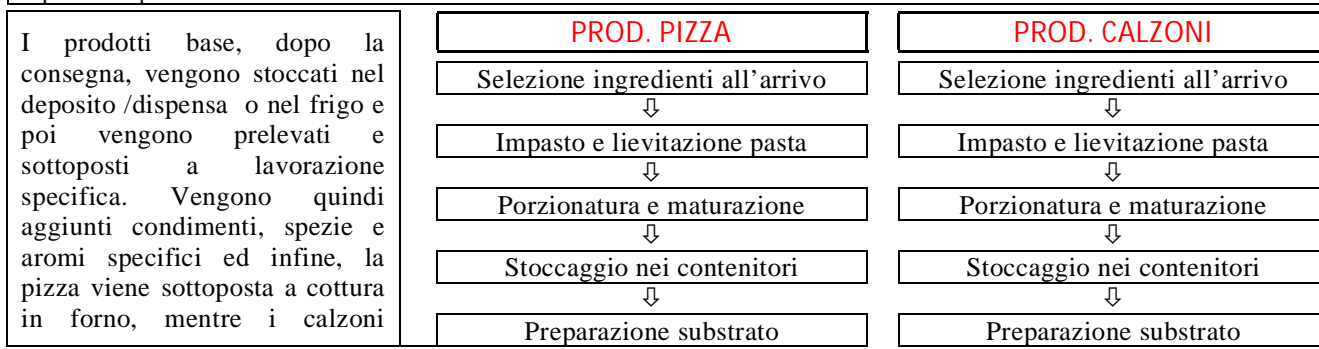 I prodotti base, dopo la
consegna, vengono stoccati nel
deposito /dispensa o nel frigo e
poi vengono prelevati e
sottoposti a lavorazione
specifica. Vengono quindi
aggiunti condimenti, spezie e
aromi specifici ed infine, la
pizza viene sottoposta a cottura
in forno, mentre i calzoni
PROD. PIZZA
Selezione ingredienti all’arrivo
⇩
Impasto e lievitazione pasta
⇩
Porzionatura e maturazione
⇩
Stoccaggio nei contenitori
⇩
Preparazione substrato
PROD. CALZONI
Selezione ingredienti all’arrivo
⇩
Impasto e lievitazione pasta
⇩
Porzionatura e maturazione
⇩
Stoccaggio nei contenitori
⇩
Preparazione substrato